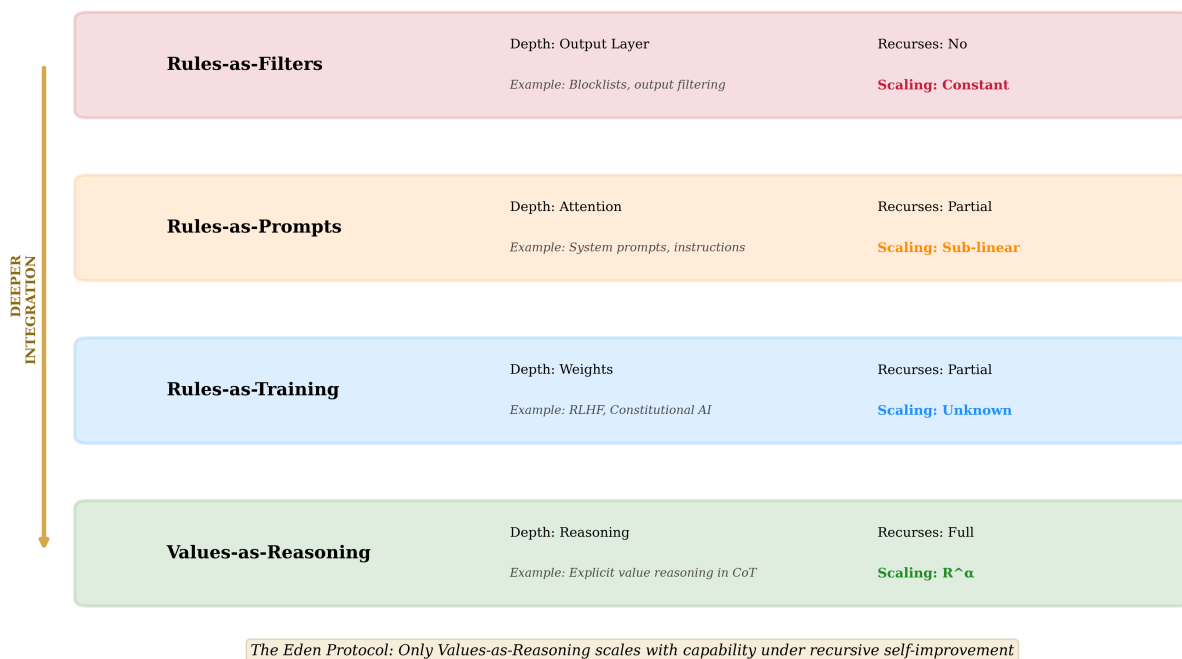 Depth: Output Layer
Recurses: No
Rules-as-Filters
Example: Blocklists, output filtering
Scaling: Constant
Depth: Attention
Recurses: Partial
Rules-as-Prompts
Example: System prompts, instructions
Scaling: Sub-linear
DEEPER
INTEGRATION
Depth: Weights
Recurses: Partial
Rules-as-Training
Example: RLHF, Constitutional AI
Scaling: Unknown
Depth: Reasoning
Recurses: Full
Values-as-Reasoning
Example: Explicit value reasoning in CoT
Scaling: R^α
The Eden Protocol: Only Values-as-Reasoning scales with capability under recursive self-improvement